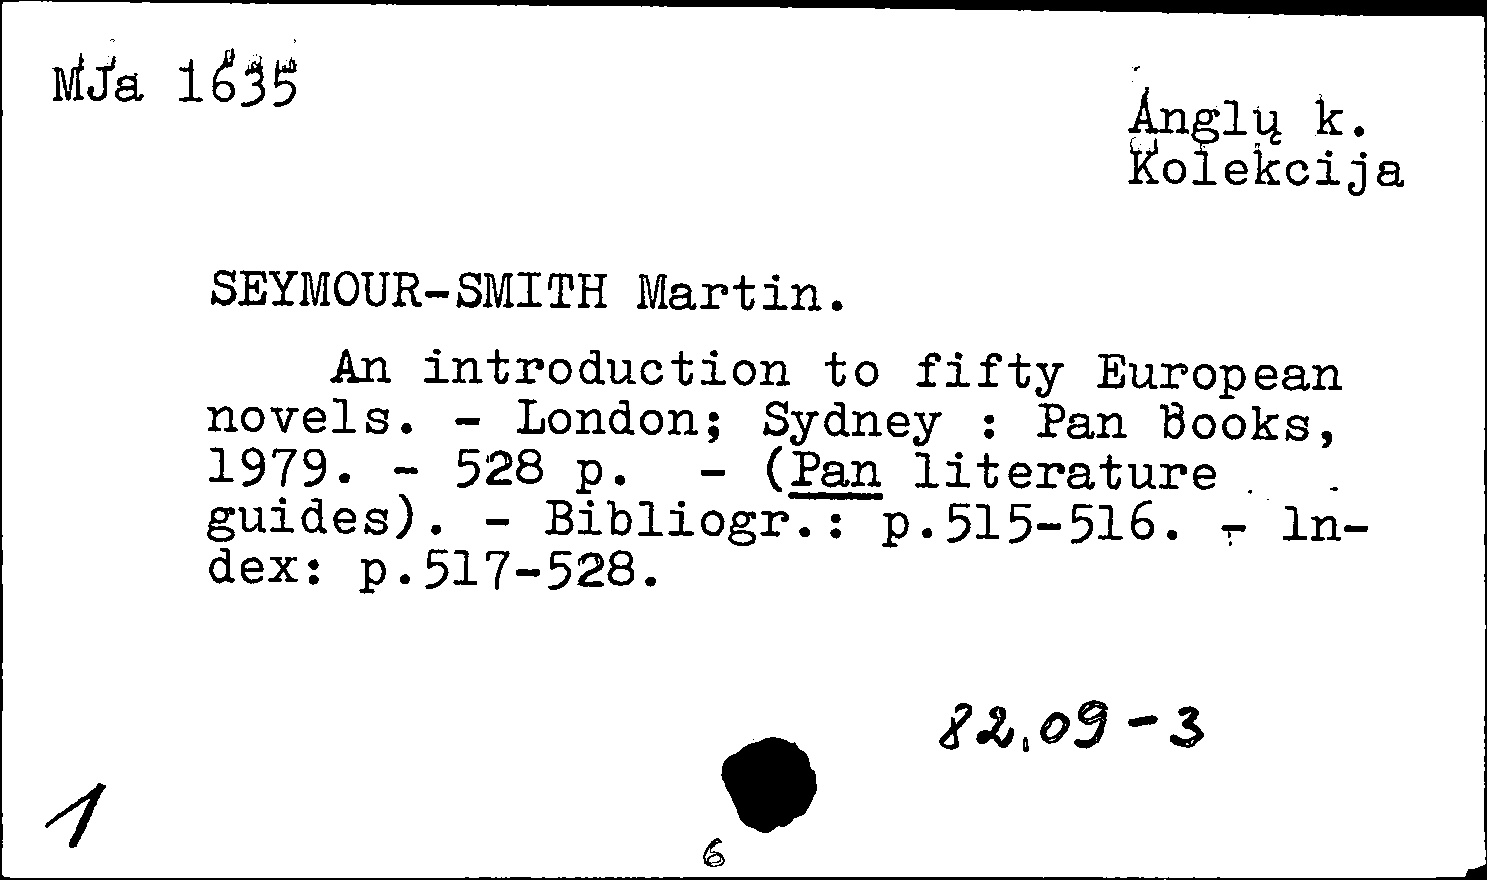 MJa 1635
Anglų k.
Kolekcija
SEYMOUR-SMITH Martin.
An introduction to fifty European
novels. - London; Sydney : Pan Books,
1979. - 528 p. - (Pan literature
guides). - Bibliogr.: p.515-516. - ln-
dex: p.517-528.
82.09-3
1
6